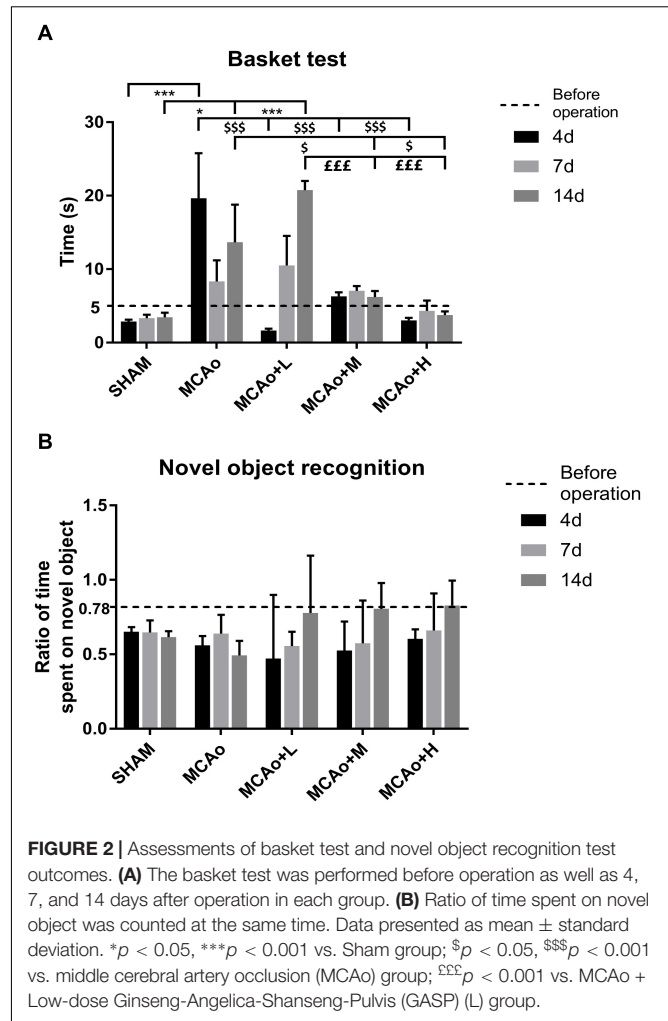 A
Basket test
***
* ***
$$$ $$$ $$$
$ $
£££ £££
30
20
10
5
0
Time (s)
SHAM
MCAo
MCAo+L
MCAo+M
MCAo+H
Before
operation
4d
7d
14d
B
Novel object recognition
1.5
1.0
0.78
0.5
0.0
Ratio of time
spent on novel object
SHAM
MCAo
MCAo+L
MCAo+M
MCAo+H
Before
operation
4d
7d
14d
FIGURE 2 | Assessments of basket test and novel object recognition test
outcomes. (A) The basket test was performed before operation as well as 4,
7, and 14 days after operation in each group. (B) Ratio of time spent on novel
object was counted at the same time. Data presented as mean ± standard
deviation. *p < 0.05, ***p < 0.001 vs. Sham group; $p < 0.05, $$$p < 0.001
vs. middle cerebral artery occlusion (MCAo) group; £££p < 0.001 vs. MCAo +
Low-dose Ginseng-Angelica-Shanseng-Pulvis (GASP) (L) group.